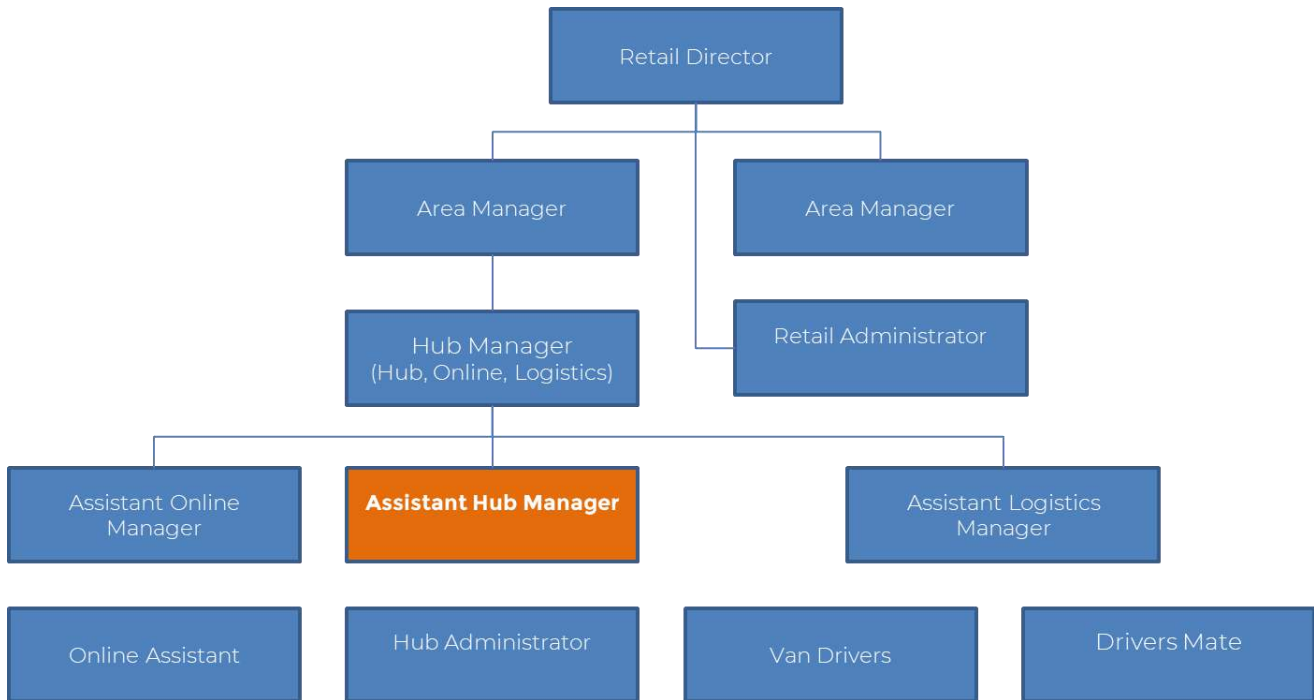 Retail Director
Area Manager
Area Manager
Hub Manager
(Hub, Online, Logistics)
Retail Administrator
Assistant Online
Manager
Assistant Hub Manager
Assistant Logistics
Manager
Online Assistant
Hub Administrator
Van Drivers
Drivers Mate